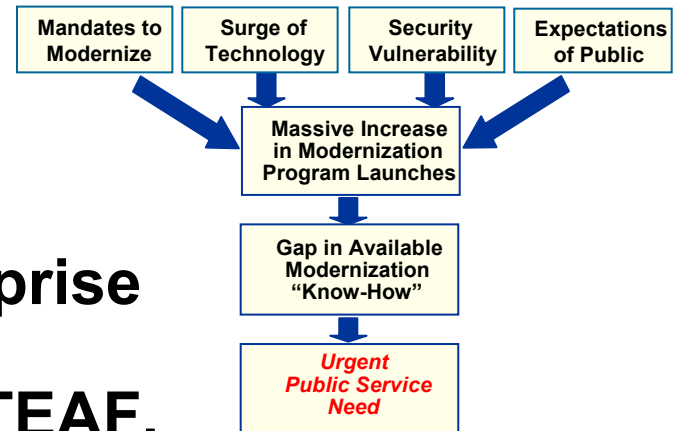 Mandates to
Modernize
Surge of
Technology
Security
Vulnerability
Expectations
of Public
Massive Increase
in Modernization
Program Launches
Gap in Available
Modernization
“Know-How”
Urgent
Public Service
Need
prise
TEAF.